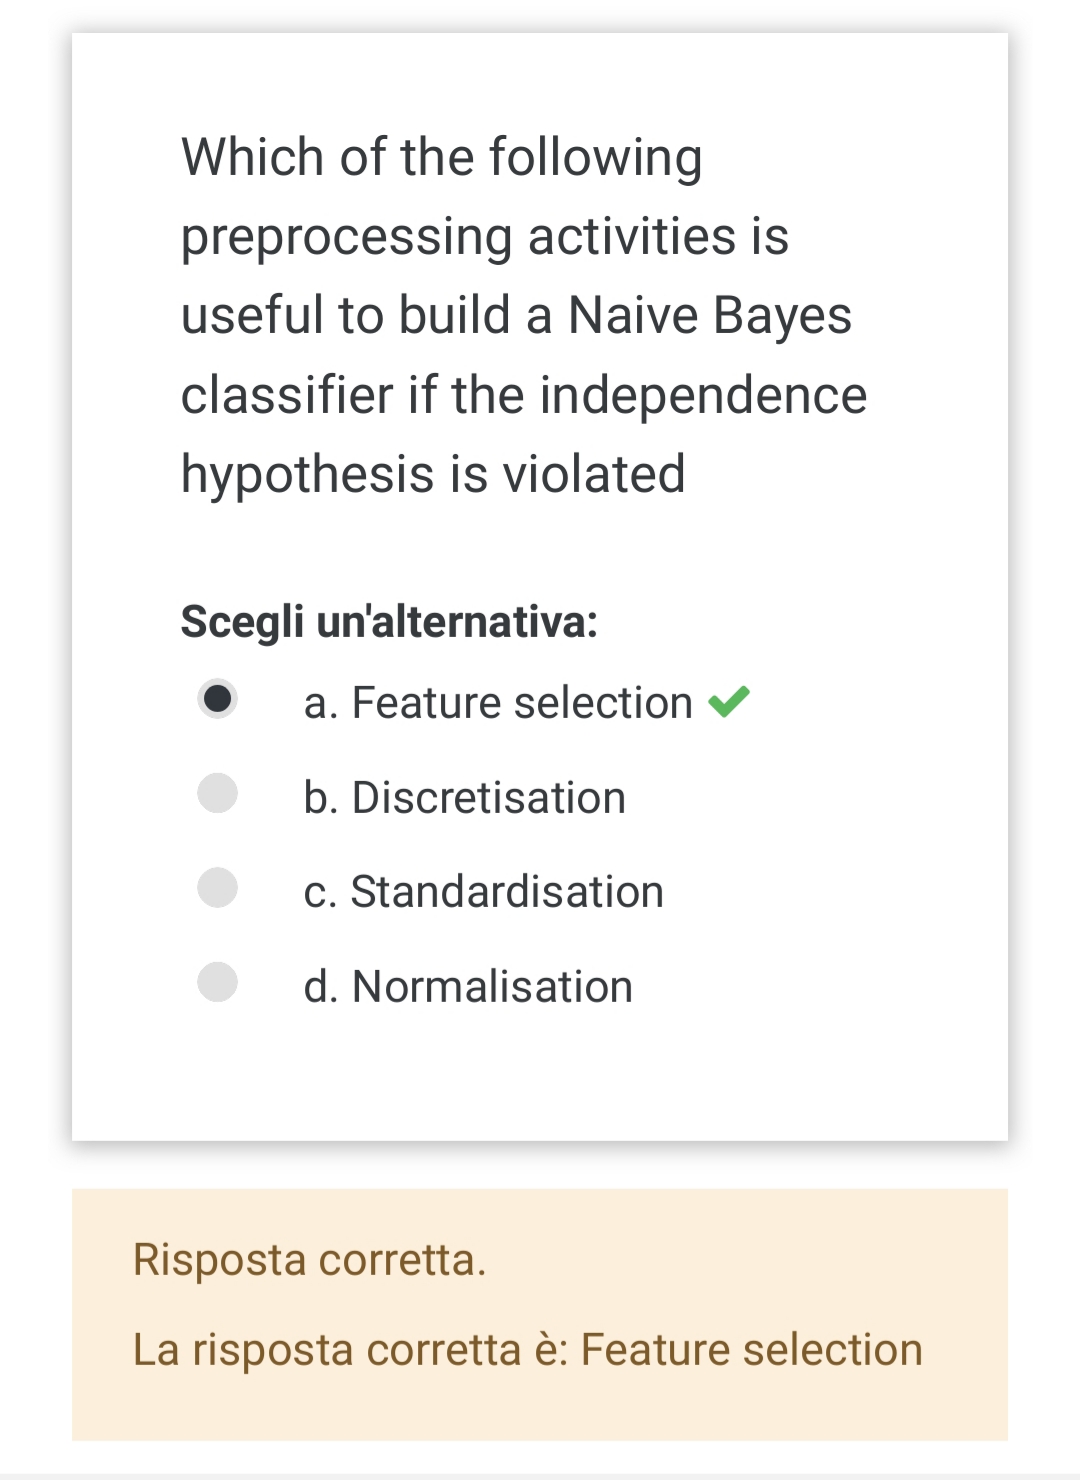 Which of the following
preprocessing activities is
useful to build a Naive Bayes
classifier if the independence
hypothesis is violated
Scegli un'alternativa:
a. Feature selection
b. Discretisation
c. Standardisation
d. Normalisation
Risposta corretta.
La risposta corretta è: Feature selection